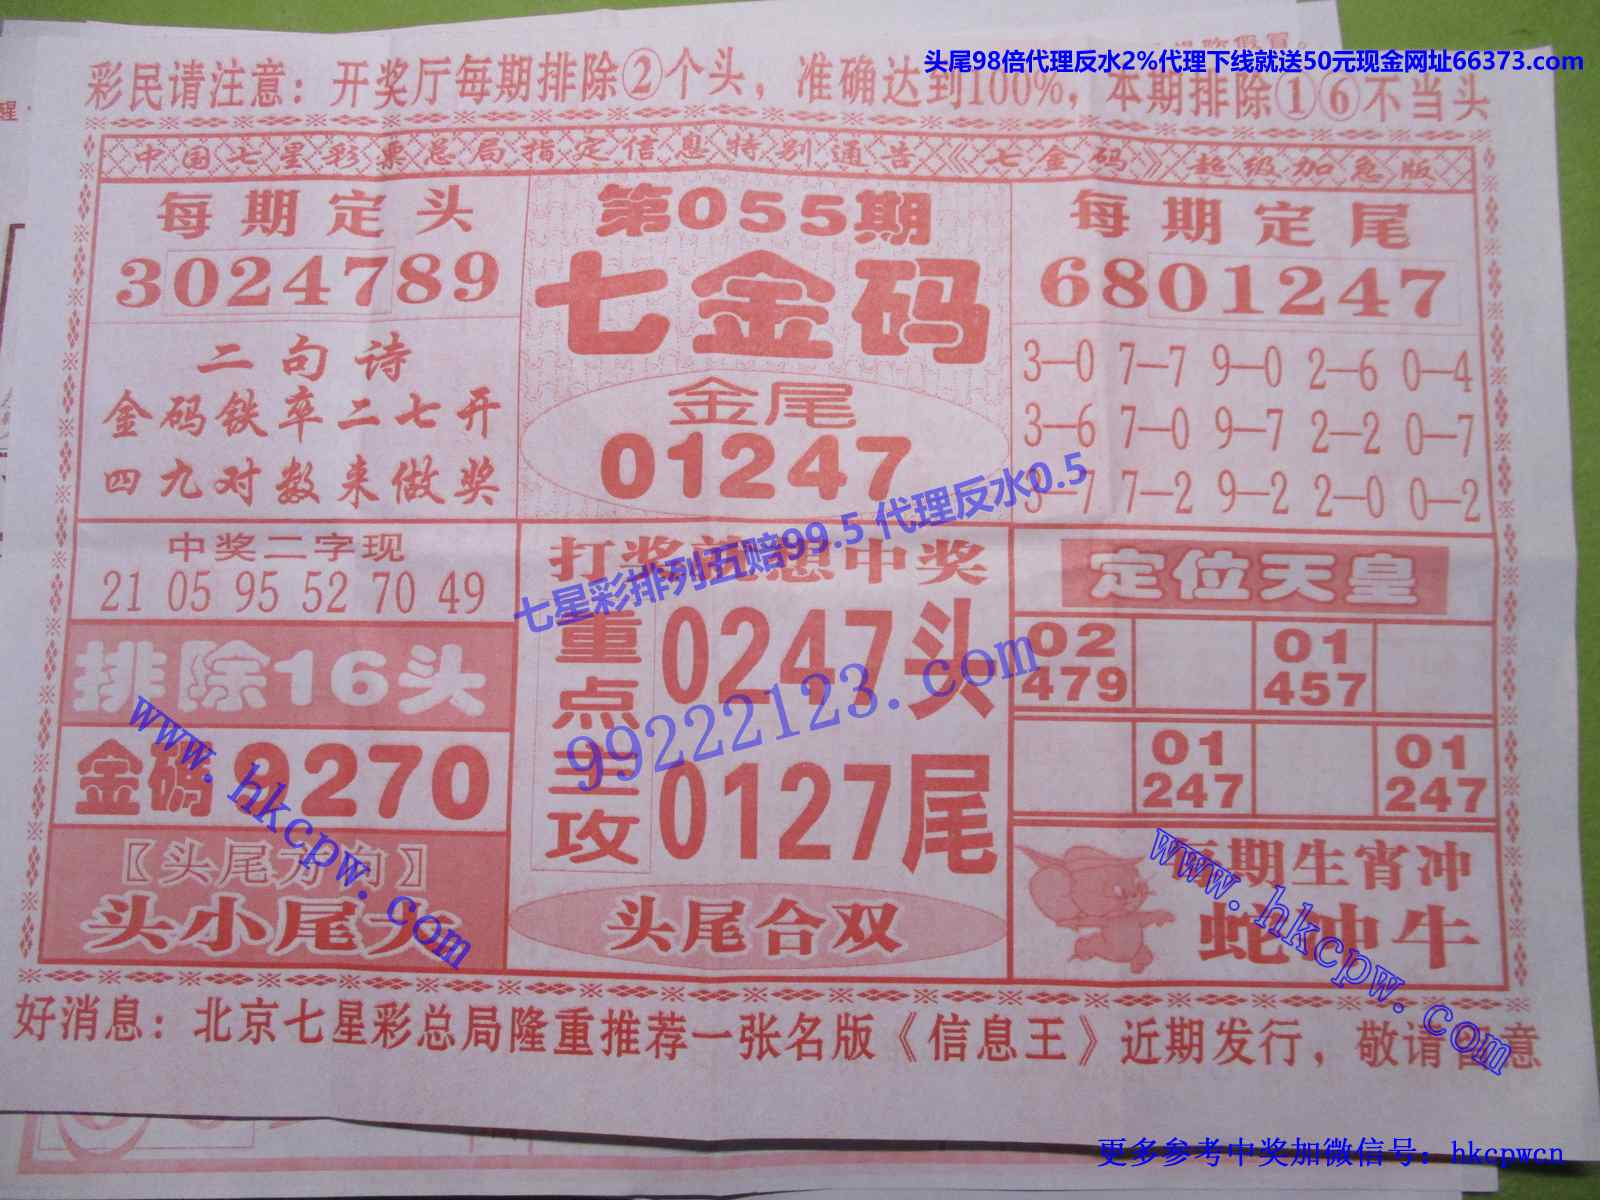 头尾98倍代理反水2%代理下线就送50元现金网址66373.com
彩民请注意：开奖厅每期排除②个头，准确达到100%，本期排除①⑥不当头
中国七星彩票总局指定信息特别通告《七金码》超级加急版
每期定头
3024789
二句诗
金码铁卒二七开
四九对数来做奖
第055期
七金码
金尾
01247
每期定尾
6801247
3—0 7—7 9—0 2—6 0—4
3—6 7—0 9—7 2—2 0—7
3—7 7—2 9—2 2—0 0—2
中奖二字现
21 05 95 52 70 49
排除16头
金码 9270
〖头尾方向〗
头小尾大
打奖前想中奖
重点主攻
0247头
0127尾
头尾合双
定位天皇
02
479
01
457
01
247
01
247
每期生宵冲
蛇冲牛
好消息：北京七星彩总局隆重推荐一张名版《信息王》近期发行，敬请留意
七星彩排列五赔99.5 代理反水0.5
99222123.com
www.hkcpw.com
www.hkcpw.com
更多参考中奖加微信号：hkcpwcn